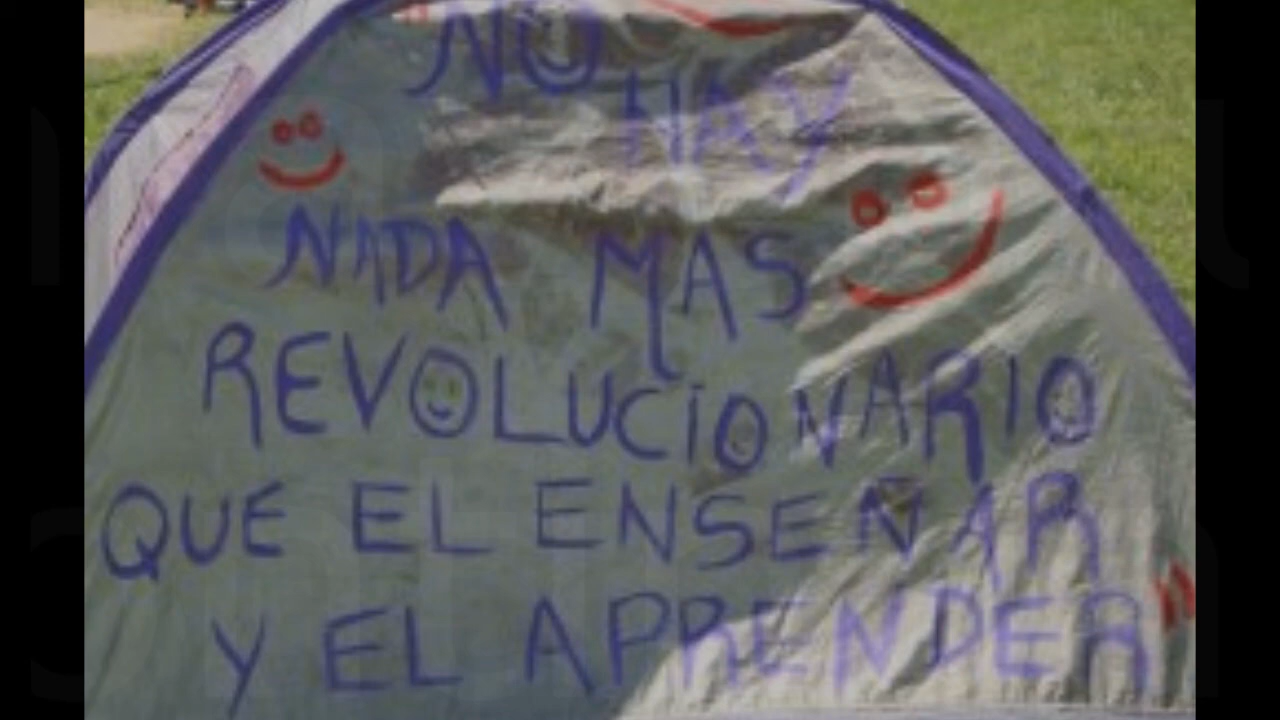 "NO
HAY
NADA MAS
REVOLUCIONARIO
QUE EL ENSEÑAR
Y EL APRENDER"